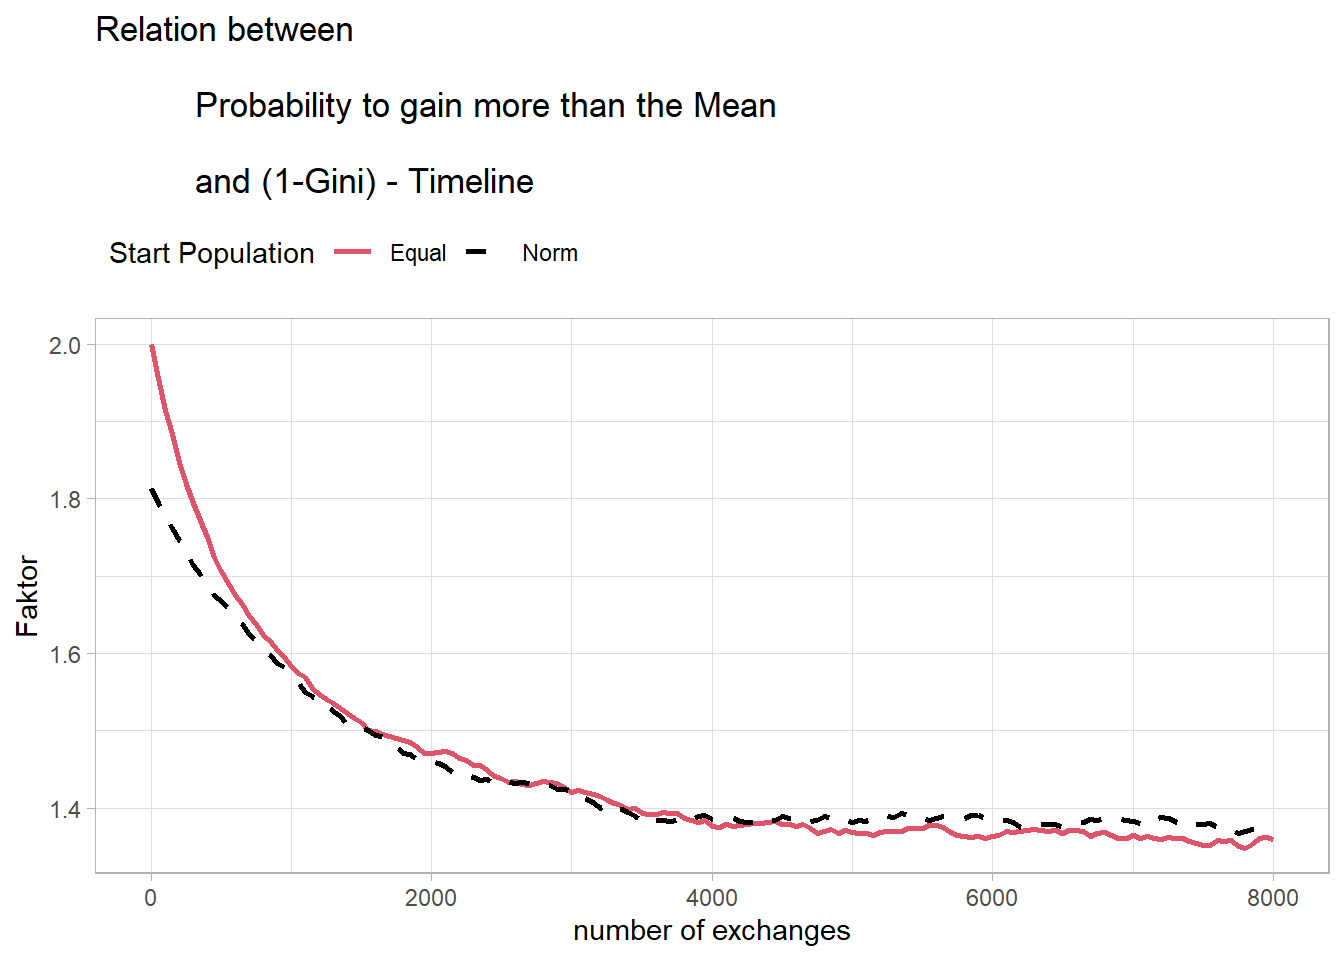 Relation between
Probability to gain more than the Mean
and (1-Gini) - Timeline
Start Population Equal Norm
2.0
1.8
1.6
1.4
Faktor
0 2000 4000 6000 8000
number of exchanges